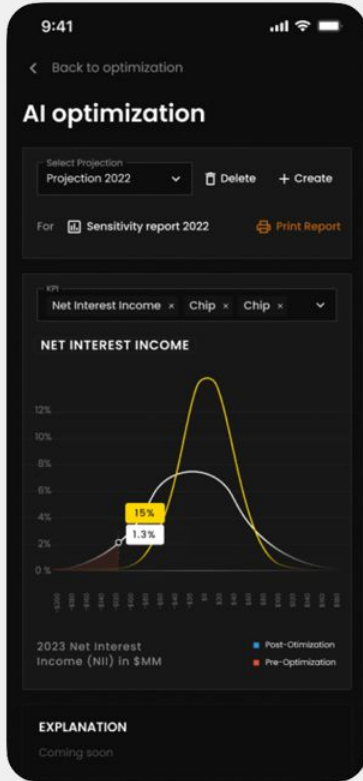 9:41
Back to optimization
AI optimization
Select Projection
Projection 2022
Delete
+ Create
For
Sensitivity report 2022
Print Report
KPI
Net Interest Income ×
Chip ×
Chip ×
NET INTEREST INCOME
12%
10%
8%
6%
4%
2%
0%
15%
1.3%
2023 Net Interest
Income (NII) in $MM
Post-Otimization
Pre-Optimization
EXPLANATION
Coming soon